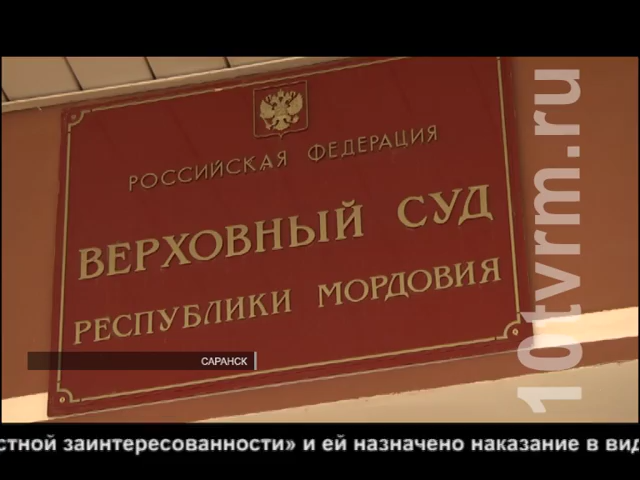 РОССИЙСКАЯ ФЕДЕРАЦИЯ
ВЕРХОВНЫЙ СУД
РЕСПУБЛИКИ МОРДОВИЯ
САРАНСК
10tvrm.ru
стной заинтересованности» и ей назначено наказание в вид